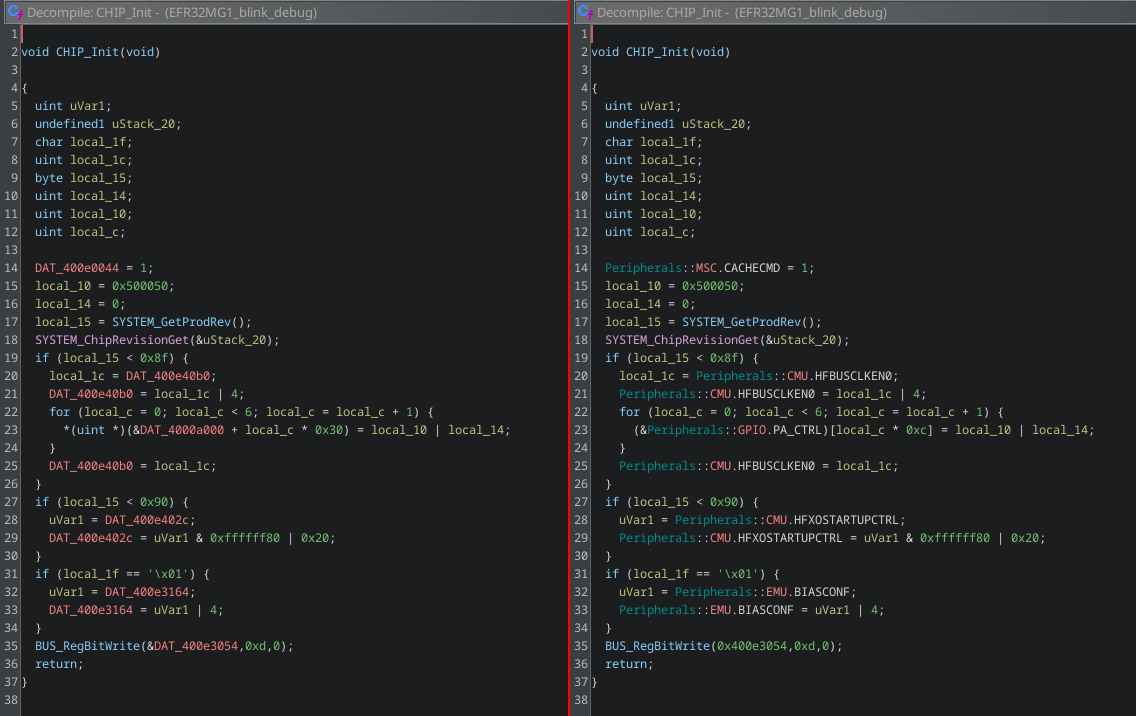 Decompile: CHIP_Init - (EFR32MG1_blink_debug)
1
2 void CHIP_Init(void)
3
4 {
5   uint uVar1;
6   undefined1 uStack_20;
7   char local_1f;
8   uint local_1c;
9   byte local_15;
10   uint local_14;
11   uint local_10;
12   uint local_c;
13
14   DAT_400e0044 = 1;
15   local_10 = 0x500050;
16   local_14 = 0;
17   local_15 = SYSTEM_GetProdRev();
18   SYSTEM_ChipRevisionGet(&uStack_20);
19   if (local_15 < 0x8f) {
20     local_1c = DAT_400e40b0;
21     DAT_400e40b0 = local_1c | 4;
22     for (local_c = 0; local_c < 6; local_c = local_c + 1) {
23       *(uint *)(&DAT_4000a000 + local_c * 0x30) = local_10 | local_14;
24     }
25     DAT_400e40b0 = local_1c;
26   }
27   if (local_15 < 0x90) {
28     uVar1 = DAT_400e402c;
29     DAT_400e402c = uVar1 & 0xffffff80 | 0x20;
30   }
31   if (local_1f == '\x01') {
32     uVar1 = DAT_400e3164;
33     DAT_400e3164 = uVar1 | 4;
34   }
35   BUS_RegBitWrite(&DAT_400e3054,0xd,0);
36   return;
37 }
38
Decompile: CHIP_Init - (EFR32MG1_blink_debug)
1
2 void CHIP_Init(void)
3
4 {
5   uint uVar1;
6   undefined1 uStack_20;
7   char local_1f;
8   uint local_1c;
9   byte local_15;
10   uint local_14;
11   uint local_10;
12   uint local_c;
13
14   Peripherals::MSC.CACHECMD = 1;
15   local_10 = 0x500050;
16   local_14 = 0;
17   local_15 = SYSTEM_GetProdRev();
18   SYSTEM_ChipRevisionGet(&uStack_20);
19   if (local_15 < 0x8f) {
20     local_1c = Peripherals::CMU.HFBUSCLKEN0;
21     Peripherals::CMU.HFBUSCLKEN0 = local_1c | 4;
22     for (local_c = 0; local_c < 6; local_c = local_c + 1) {
23       (&Peripherals::GPIO.PA_CTRL)[local_c * 0xc] = local_10 | local_14;
24     }
25     Peripherals::CMU.HFBUSCLKEN0 = local_1c;
26   }
27   if (local_15 < 0x90) {
28     uVar1 = Peripherals::CMU.HFXOSTARTUPCTRL;
29     Peripherals::CMU.HFXOSTARTUPCTRL = uVar1 & 0xffffff80 | 0x20;
30   }
31   if (local_1f == '\x01') {
32     uVar1 = Peripherals::EMU.BIASCONF;
33     Peripherals::EMU.BIASCONF = uVar1 | 4;
34   }
35   BUS_RegBitWrite(0x400e3054,0xd,0);
36   return;
37 }
38